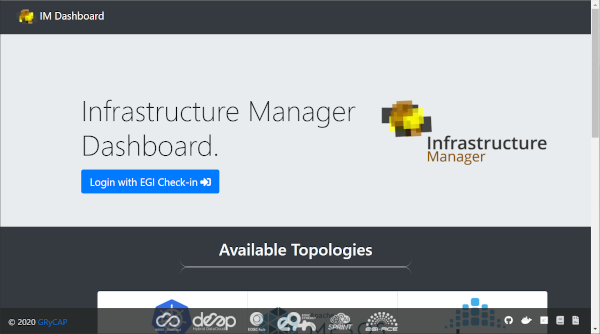 IM Dashboard
Infrastructure Manager
Dashboard.
Infrastructure
Manager
Login with EGI Check-in
Available Topologies
© 2020 GRyCAP
deep
SPRINT